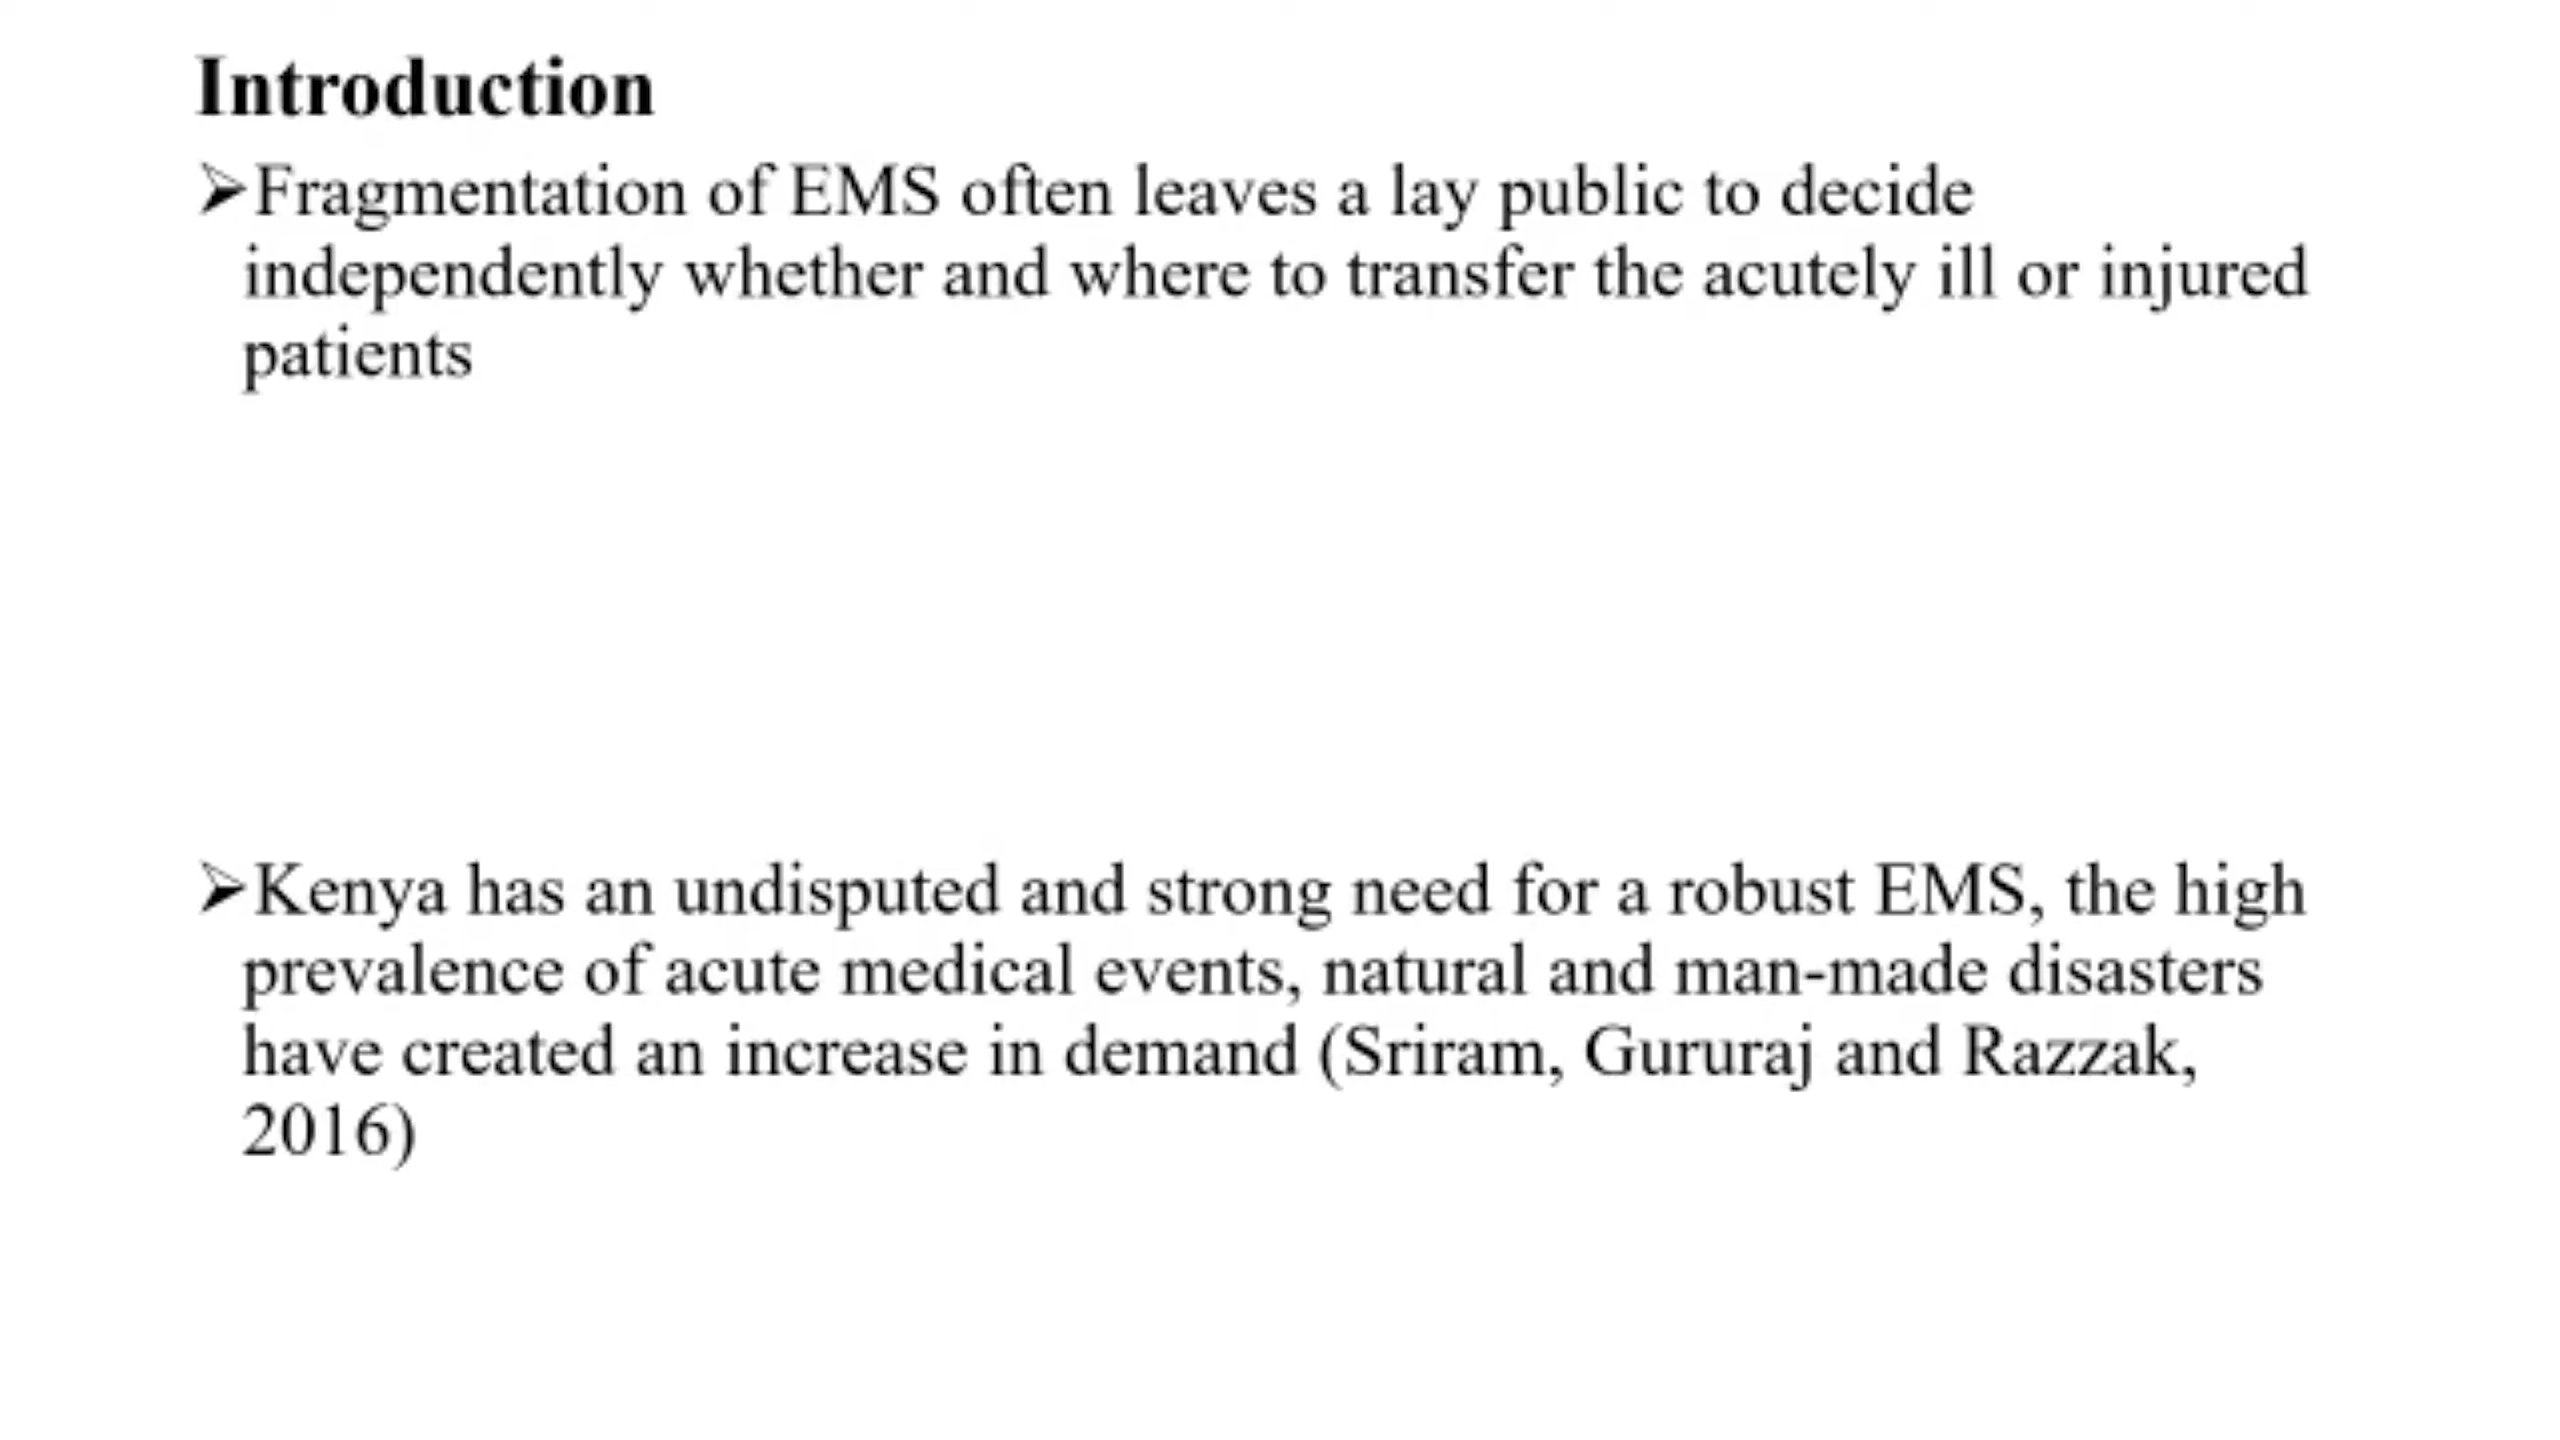 Introduction
➢Fragmentation of EMS often leaves a lay public to decide
independently whether and where to transfer the acutely ill or injured
patients
➢Kenya has an undisputed and strong need for a robust EMS, the high
prevalence of acute medical events, natural and man-made disasters
have created an increase in demand (Sriram, Gururaj and Razzak,
2016)